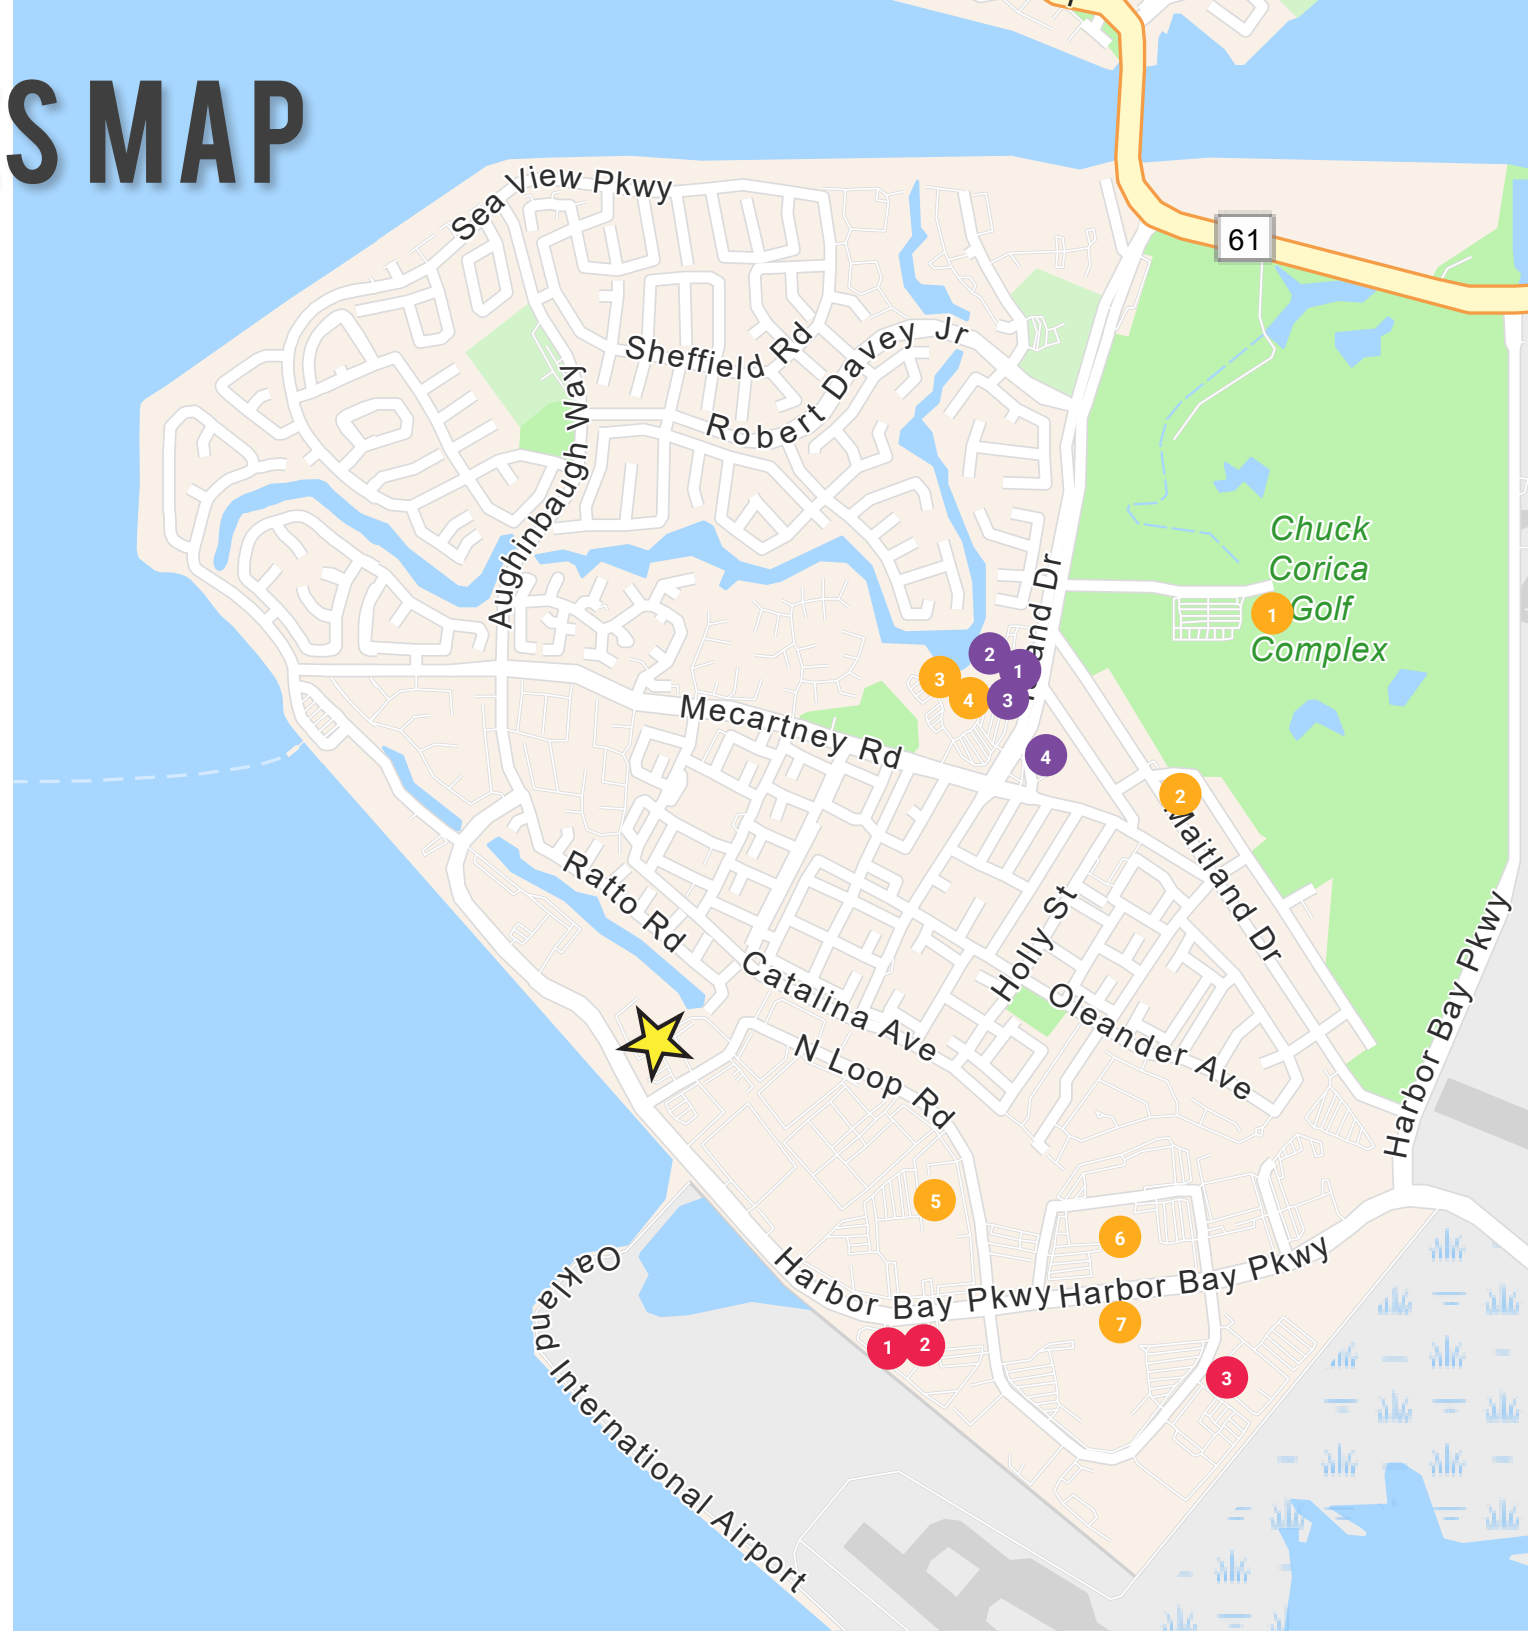 S MAP
Sea View Pkwy
61
Sheffield Rd
Robert Davey Jr
Aughinbaugh Way
Chuck
Corica
Golf
Complex
1
and Dr
2
1
3
4
3
Mecartney Rd
4
2
Maitland Dr
Ratto Rd
Holly St
Harbor Bay Pkwy
Catalina Ave
Oleander Ave
N Loop Rd
5
6
Oakland International Airport
Harbor Bay Pkwy
Harbor Bay Pkwy
7
1
2
3